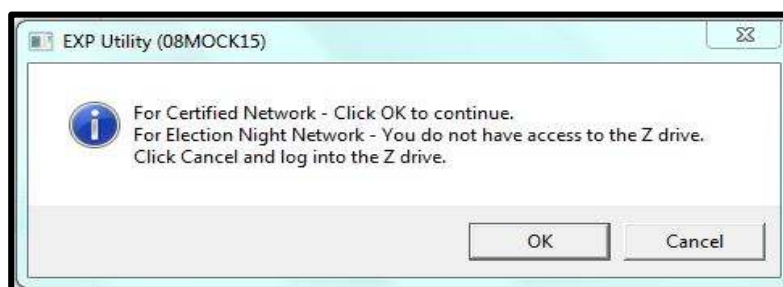 EXP Utility (08MOCK15)
For Certified Network - Click OK to continue.
For Election Night Network - You do not have access to the Z drive.
Click Cancel and log into the Z drive.
OK
Cancel